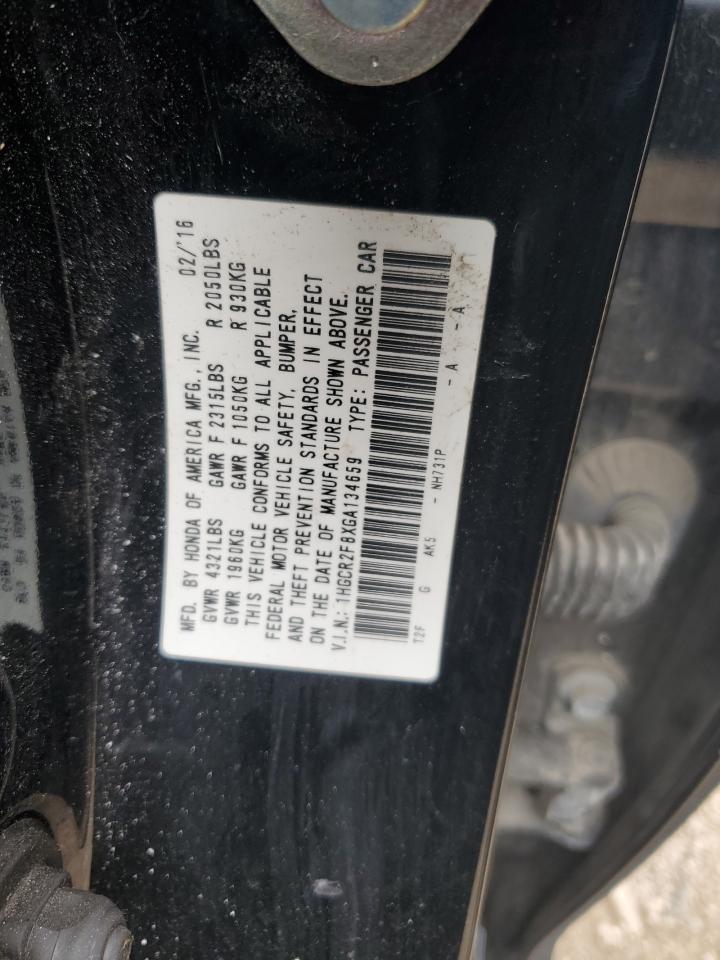 MFD. BY HONDA OF AMERICA MFG., INC. 02/'16
GVWR 4321LBS GAWR F 2315LBS R 2050LBS
GVWR 1960KG GAWR F 1050KG R 930KG
THIS VEHICLE CONFORMS TO ALL APPLICABLE
FEDERAL MOTOR VEHICLE SAFETY, BUMPER,
AND THEFT PREVENTION STANDARDS IN EFFECT
ON THE DATE OF MANUFACTURE SHOWN ABOVE.
V.I.N.: 1HGCR2F8XGA134659 TYPE: PASSENGER CAR
T2F G AK5 - NH731P - A - A